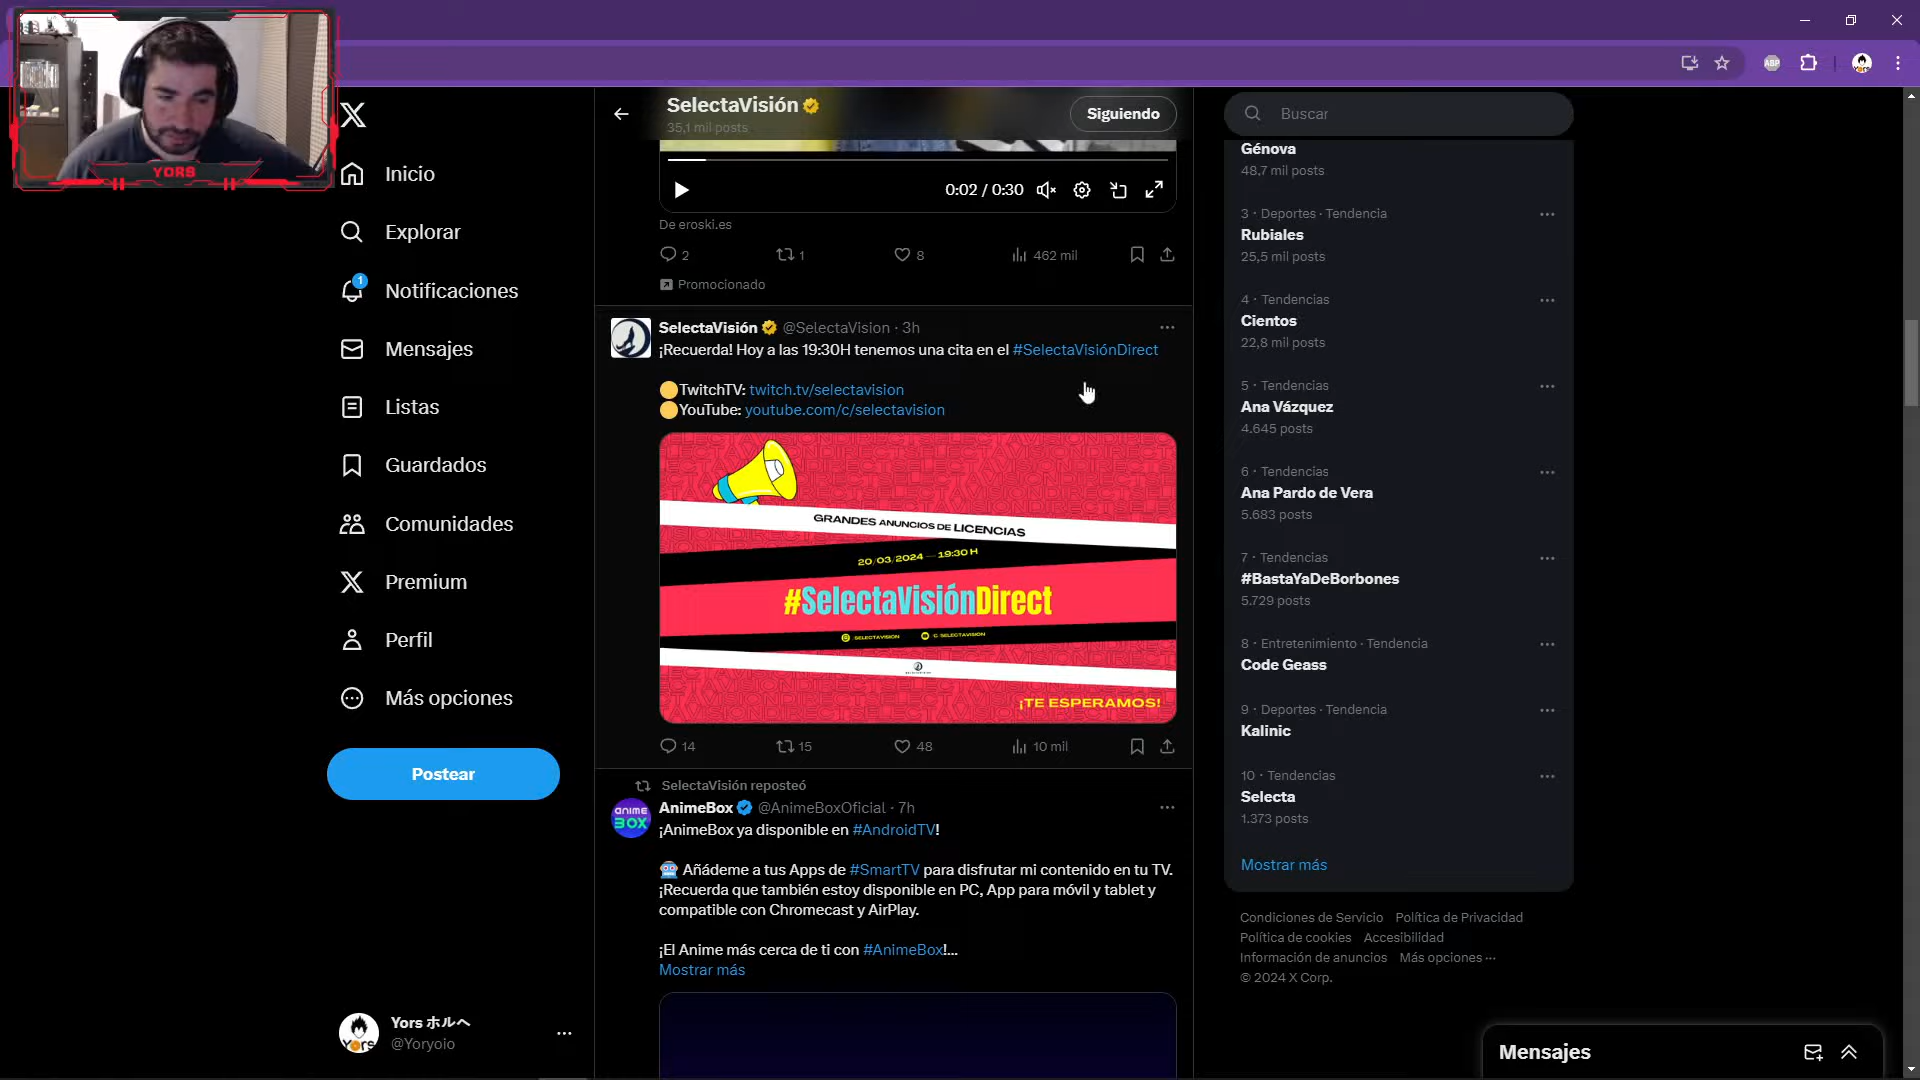 YORS
Inicio
Explorar
1
Notificaciones
Mensajes
Listas
Guardados
Comunidades
Premium
Perfil
Más opciones
Postear
Yors ホルヘ
@Yoryoio
SelectaVisión
35,1 mil posts
Siguiendo
0:02 / 0:30
De eroski.es
2
1
8
462 mil
Promocionado
SelectaVisión @SelectaVision · 3h
¡Recuerda! Hoy a las 19:30H tenemos una cita en el #SelectaVisiónDirect
TwitchTV: twitch.tv/selectavision
YouTube: youtube.com/c/selectavision
GRANDES ANUNCIOS DE LICENCIAS
20/03/2024 — 19:30 H
#SelectaVisiónDirect
SELECTAVISION
C SELECTAVISION
¡TE ESPERAMOS!
14
15
48
10 mil
SelectaVisión reposteó
anime BOX
AnimeBox @AnimeBoxOficial · 7h
¡AnimeBox ya disponible en #AndroidTV!
Añádeme a tus Apps de #SmartTV para disfrutar mi contenido en tu TV.
¡Recuerda que también estoy disponible en PC, App para móvil y tablet y
compatible con Chromecast y AirPlay.
¡El Anime más cerca de ti con #AnimeBox!...
Mostrar más
ABP
Buscar
Génova
48,7 mil posts
3 · Deportes · Tendencia
Rubiales
25,5 mil posts
4 · Tendencias
Cientos
22,8 mil posts
5 · Tendencias
Ana Vázquez
4.645 posts
6 · Tendencias
Ana Pardo de Vera
5.683 posts
7 · Tendencias
#BastaYaDeBorbones
5.729 posts
8 · Entretenimiento · Tendencia
Code Geass
9 · Deportes · Tendencia
Kalinic
10 · Tendencias
Selecta
1.373 posts
Mostrar más
Condiciones de Servicio Política de Privacidad
Política de cookies Accesibilidad
Información de anuncios Más opciones ···
© 2024 X Corp.
Mensajes